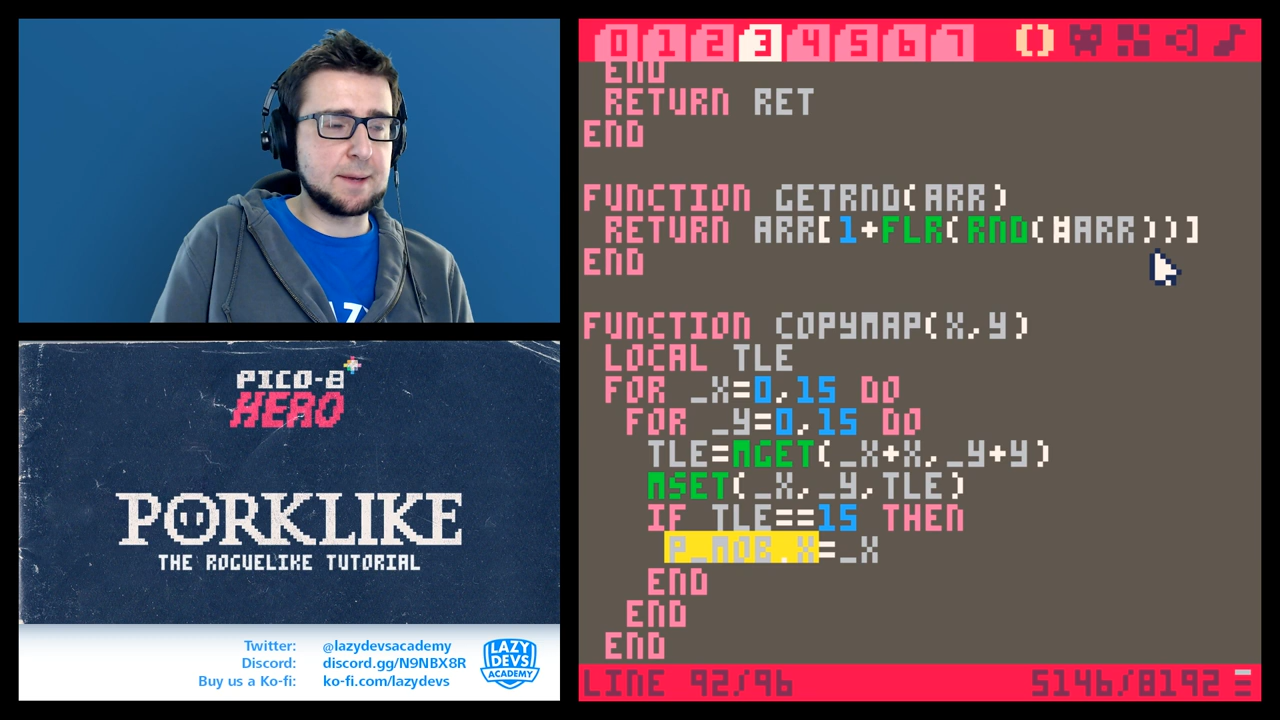 0 1 2 3 4 5 6 7
END
RETURN RET
END
FUNCTION GETRND(ARR)
RETURN ARR[1+FLR(RND(#ARR))]
END
FUNCTION COPYMAP(X,Y)
LOCAL TLE
FOR _X=0,15 DO
FOR _Y=0,15 DO
TLE=MGET(_X+X,_Y+Y)
MSET(_X,_Y,TLE)
IF TLE==15 THEN
P_MOB.X=_X
END
END
END
LINE 92/96 5146/8192
PICO-8
HERO
PORKLIKE
THE ROGUELIKE TUTORIAL
Twitter: @lazydevsacademy
Discord: discord.gg/N9NBX8R
Buy us a Ko-fi: ko-fi.com/lazydevs
LAZY
DEVS
ACADEMY